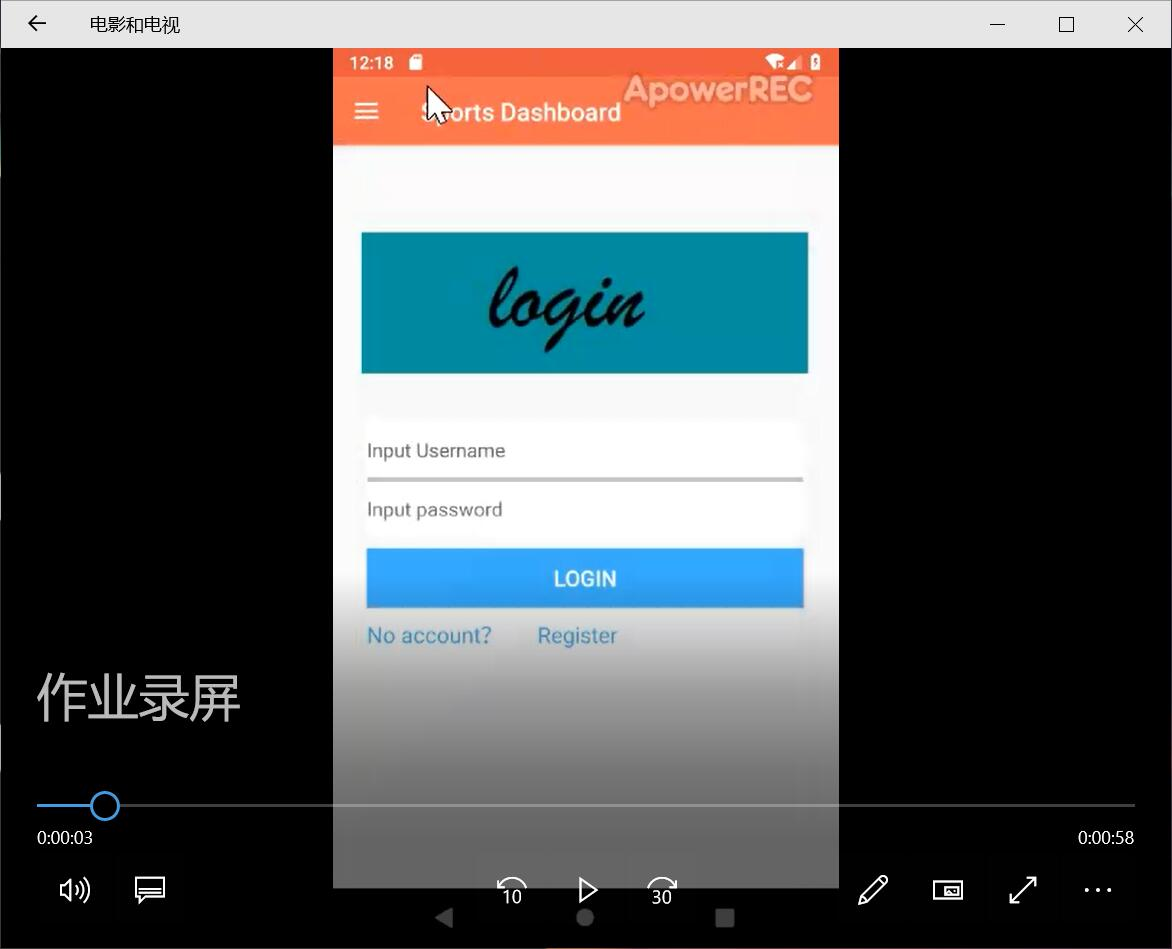 电影和电视
12:18
ApowerREC
Sports Dashboard
login
Input Username
Input password
LOGIN
No account?
Register
作业录屏
0:00:03
0:00:58
10
30